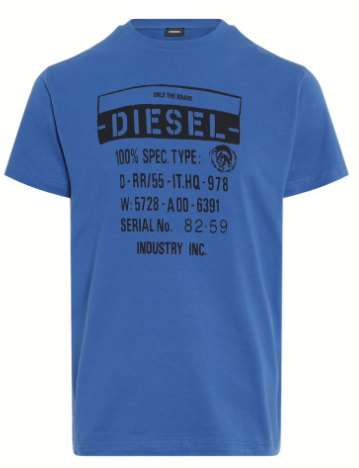 DIESEL
ONLY THE BRAVE
-DIESEL-
100% SPEC. TYPE:
D-RR/55-IT.HQ-978
W:5728-A00-6391
SERIAL No. 82-59
INDUSTRY INC.